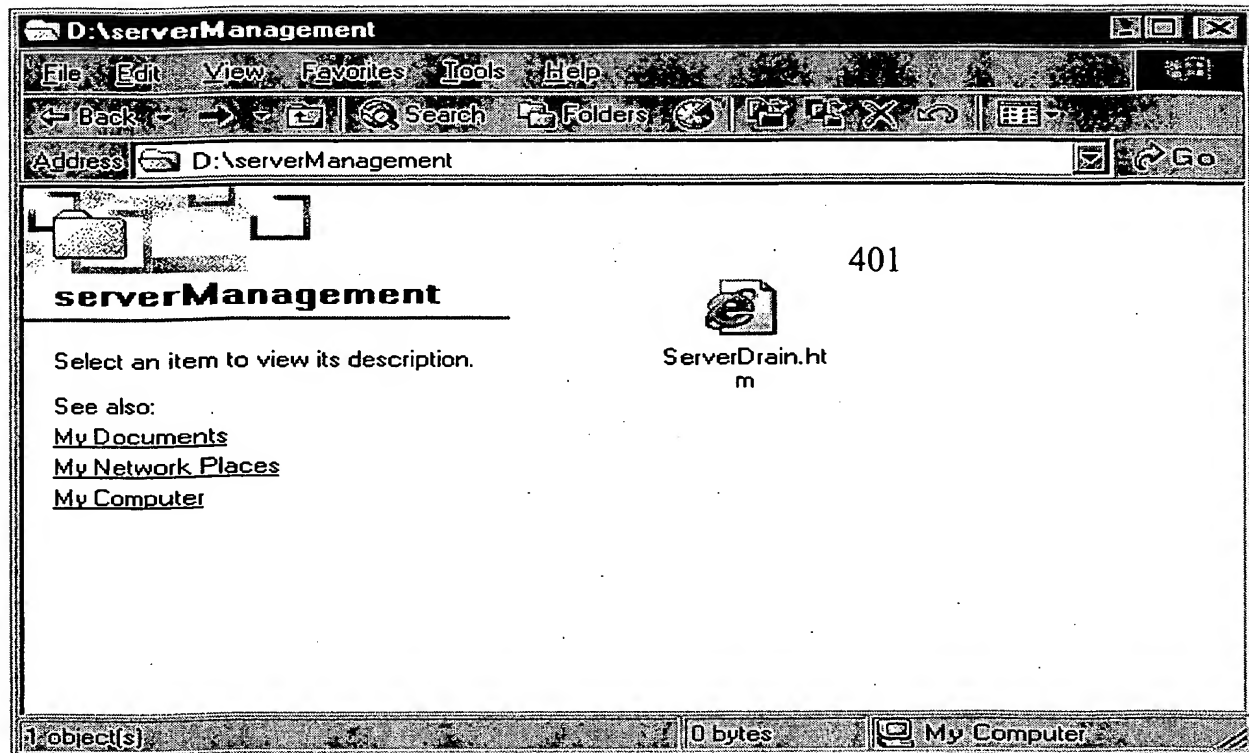 D:\serverManagement
File Edit View Favorites Tools Help
Back Search Folders
Address D:\serverManagement Go
401
serverManagement
ServerDrain.ht
m
Select an item to view its description.
See also:
My Documents
My Network Places
My Computer
1 object(s) 0 bytes My Computer